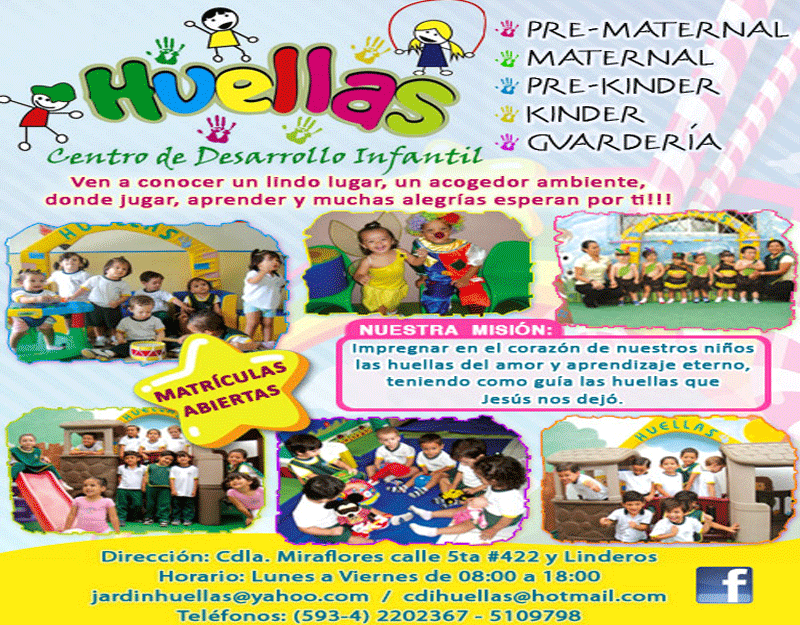 Huellas
Centro de Desarrollo Infantil
PRE-MATERNAL
MATERNAL
PRE-KINDER
KINDER
GUARDERÍA
Ven a conocer un lindo lugar, un acogedor ambiente,
donde jugar, aprender y muchas alegrías esperan por ti!!!
HUELLAS
NUESTRA MISIÓN:
Impregnar en el corazón de nuestros niños
las huellas del amor y aprendizaje eterno,
teniendo como guía las huellas que
Jesús nos dejó.
MATRÍCULAS
ABIERTAS
HUELLAS
HUELLAS
Dirección: Cdla. Miraflores calle 5ta #422 y Linderos
Horario: Lunes a Viernes de 08:00 a 18:00
jardinhuellas@yahoo.com / cdihuellas@hotmail.com
Teléfonos: (593-4) 2202367 - 5109798
f